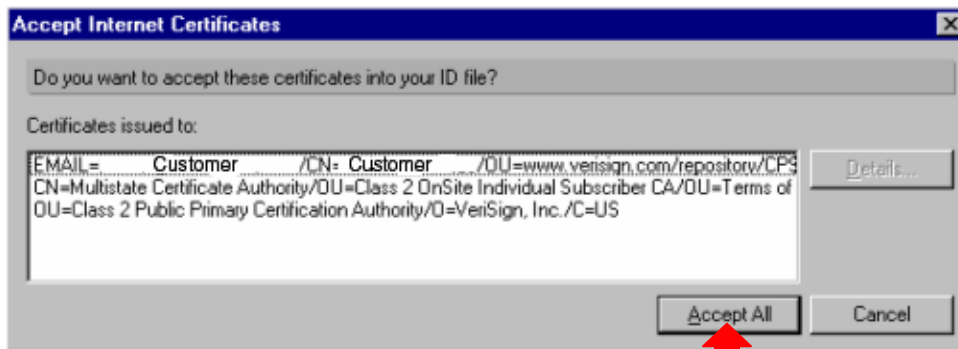 Accept Internet Certificates
Do you want to accept these certificates into your ID file?
Certificates issued to:
EMAIL= Customer /CN= Customer /OU=www.verisign.com/repository/CPS
Details...
CN=Multistate Certificate Authority/OU=Class 2 OnSite Individual Subscriber CA/OU=Terms of
OU=Class 2 Public Primary Certification Authority/O=VeriSign, Inc./C=US
Accept All
Cancel